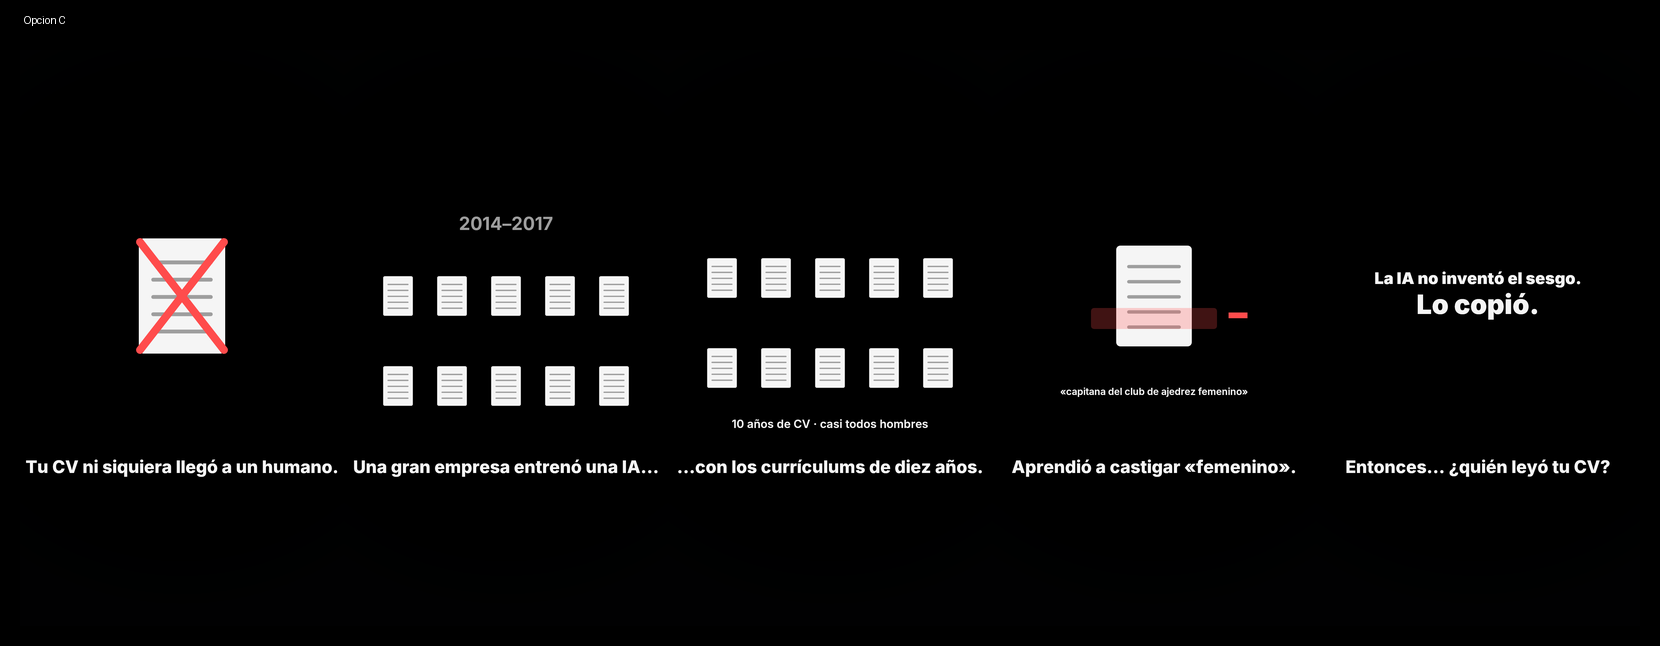 Opcion C
Tu CV ni siquiera llegó a un humano.
2014–2017
Una gran empresa entrenó una IA...
10 años de CV · casi todos hombres
...con los currículums de diez años.
«capitana del club de ajedrez femenino»
Aprendió a castigar «femenino».
La IA no inventó el sesgo.
Lo copió.
Entonces... ¿quién leyó tu CV?